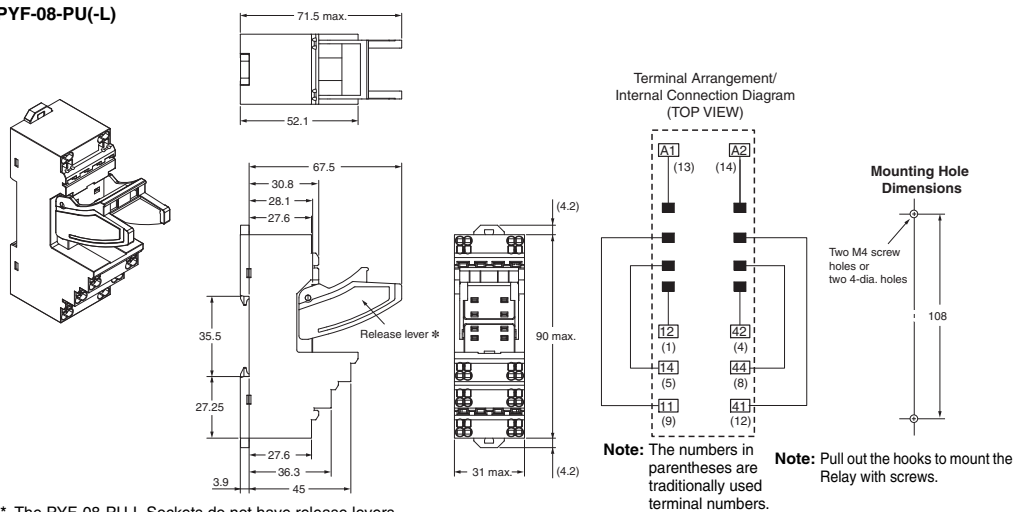 PYF-08-PU(-L)
71.5 max.
52.1
67.5
30.8
28.1
27.6
35.5
27.25
Release lever *
27.6
36.3
3.9
45
(4.2)
90 max.
31 max.
(4.2)
Terminal Arrangement/
Internal Connection Diagram
(TOP VIEW)
A1 A2
(13) (14)
12 42
(1) (4)
14 44
(5) (8)
11 41
(9) (12)
Note: The numbers in
parentheses are
traditionally used
terminal numbers.
Mounting Hole
Dimensions
Two M4 screw
holes or
two 4-dia. holes
108
Note: Pull out the hooks to mount the
Relay with screws.
* The PYF-08-PU-L Sockets do not have release levers.